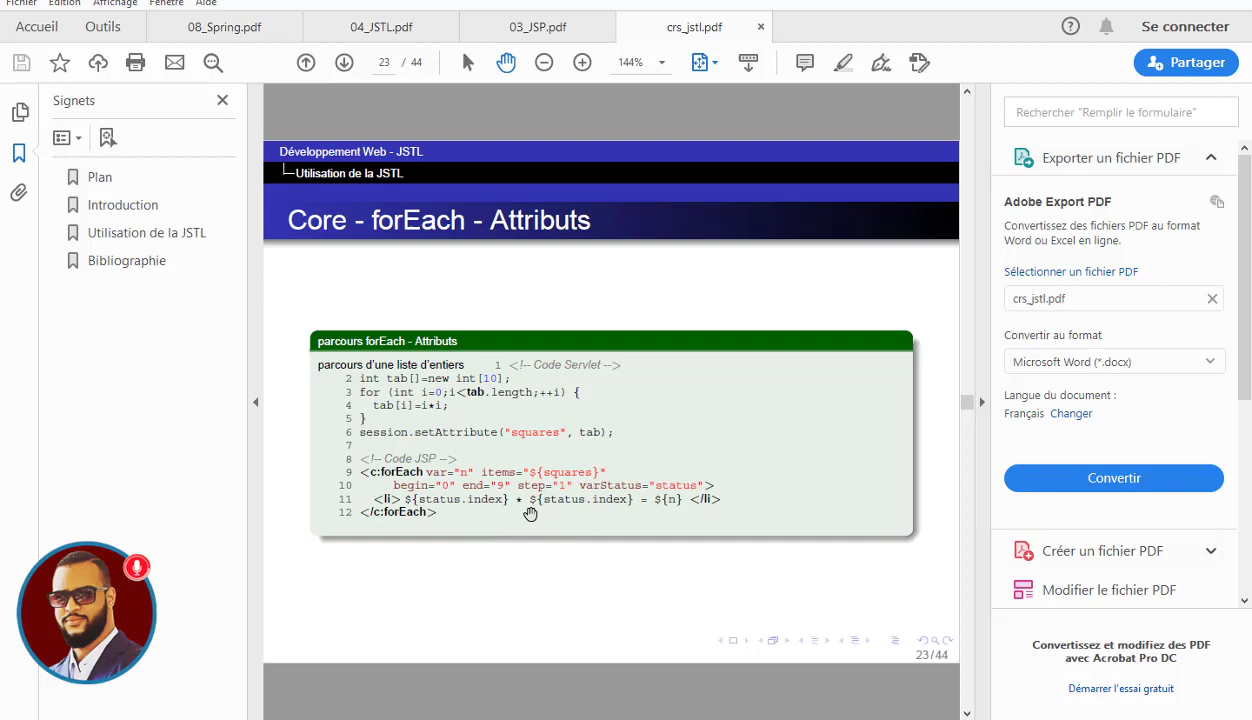 Fichier Edition Affichage Fenêtre Aide
Accueil Outils 08_Spring.pdf 04_JSTL.pdf 03_JSP.pdf crs_jstl.pdf × Se connecter
23 / 44 144% Partager
Signets
Plan
Introduction
Utilisation de la JSTL
Bibliographie
Développement Web - JSTL
Utilisation de la JSTL
Core - forEach - Attributs
parcours forEach - Attributs
parcours d'une liste d'entiers 1 <!-- Code Servlet -->
2 int tab[]=new int[10];
3 for (int i=0;i<tab.length;++i) {
4 tab[i]=i*i;
5 }
6 session.setAttribute("squares", tab);
7
8 <!-- Code JSP -->
9 <c:forEach var="n" items="${squares}"
10 begin="0" end="9" step="1" varStatus="status">
11 <li> ${status.index} * ${status.index} = ${n} </li>
12 </c:forEach>
23/44
Rechercher "Remplir le formulaire"
Exporter un fichier PDF
Adobe Export PDF
Convertissez des fichiers PDF au format
Word ou Excel en ligne.
Sélectionner un fichier PDF
crs_jstl.pdf
Convertir au format
Microsoft Word (*.docx)
Langue du document :
Français Changer
Convertir
Créer un fichier PDF
Modifier le fichier PDF
Convertissez et modifiez des PDF
avec Acrobat Pro DC
Démarrer l'essai gratuit